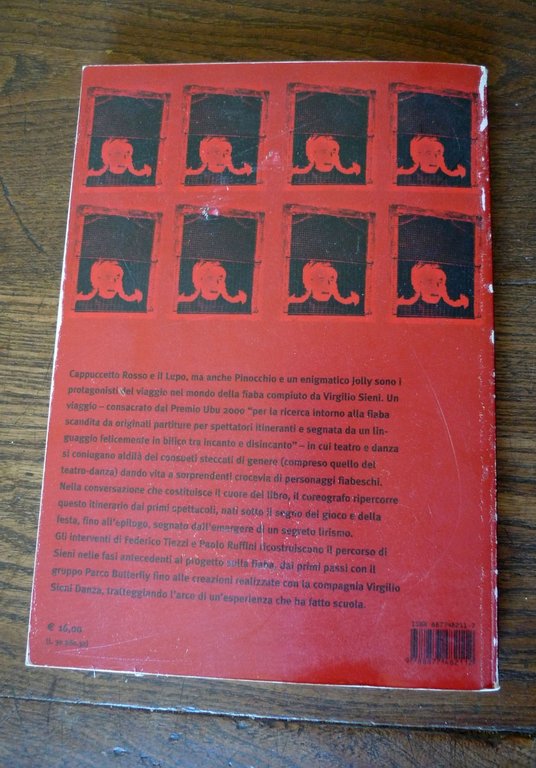 Cappuccetto Rosso e il Lupo, ma anche Pinocchio e un enigmatico jolly sono i
protagonisti del viaggio nel mondo della fiaba compiuto da Virgilio Sieni. Un
viaggio – consacrato dal Premio Ubu 2000 "per la ricerca intorno alla fiaba
scandita da originali partiture per spettatori itineranti e segnata da un lin-
guaggio felicemente in bilico tra incanto e disincanto" – in cui teatro e danza
si coniugano aldilà dei consueti steccati di genere (compreso quello del
teatro-danza) dando vita a sorprendenti crocevia di personaggi fiabeschi.
Nella conversazione che costituisce il cuore del libro, il coreografo ripercorre
questo itinerario dai primi spettacoli, nati sotto il segno del gioco e della
festa, fino all'epilogo, segnato dall'emergere di un segreto lirismo.
Gli interventi di Federico Tiezzi e Paolo Ruffini ricostruiscono il percorso di
Sieni nelle fasi antecedenti al progetto sulla fiaba, dai primi passi con il
gruppo Parco Butterfly fino alle creazioni realizzate con la compagnia Virgilio
Sieni Danza, tratteggiando l'arco di un'esperienza che ha fatto scuola.
€ 16,00
ISBN 887748211-7